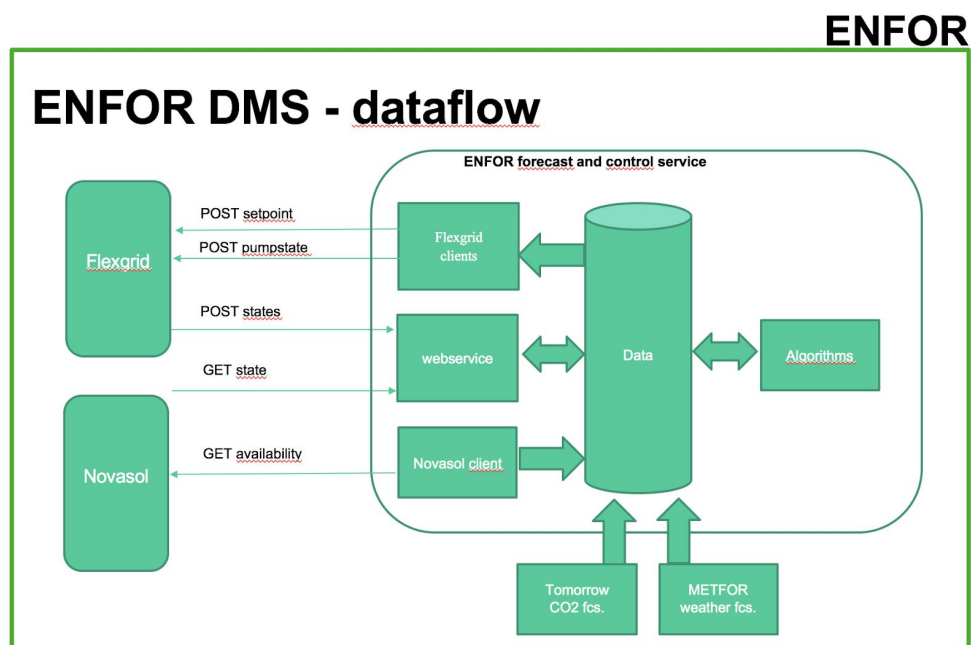 ENFOR
ENFOR DMS - dataflow
ENFOR forecast and control service
POST setpoint
POST pumpstate
Flexgrid
Flexgrid
clients
POST states
webservice
Data
Algorithms
GET state
GET availability
Novasol
Novasol client
Tomorrow
CO2 fcs.
METFOR
weather fcs.